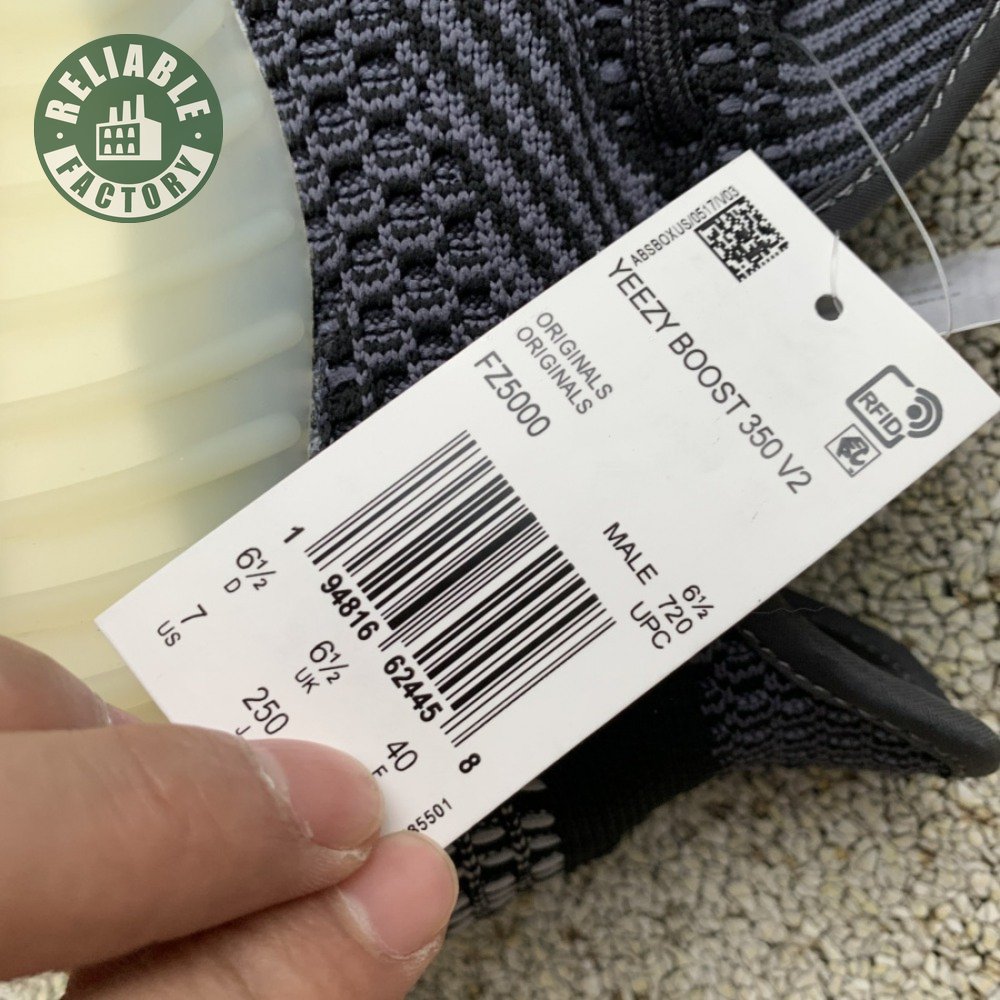 RELIABLE
FACTORY
ABSBOXUS/0517/V03
YEEZY BOOST 350 V2
ORIGINALS
ORIGINALS
FZ5000
RFID
MALE 6½
720
UPC
1 94816 62445 8
6½ 7
D US
6½ 250
UK J
40
F
85501